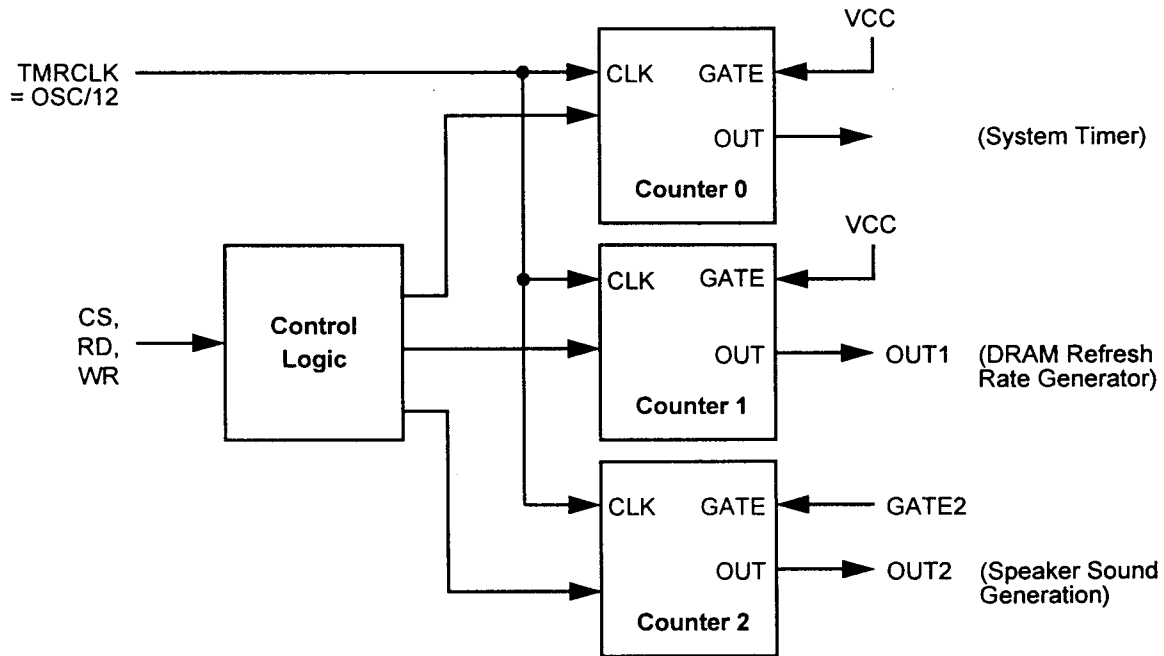 VCC
TMRCLK
= OSC/12
CLK GATE
OUT
(System Timer)
Counter 0
VCC
CS,
RD,
WR
Control
Logic
CLK GATE
OUT
OUT1
(DRAM Refresh
Rate Generator)
Counter 1
CLK GATE
GATE2
OUT
OUT2
(Speaker Sound
Generation)
Counter 2